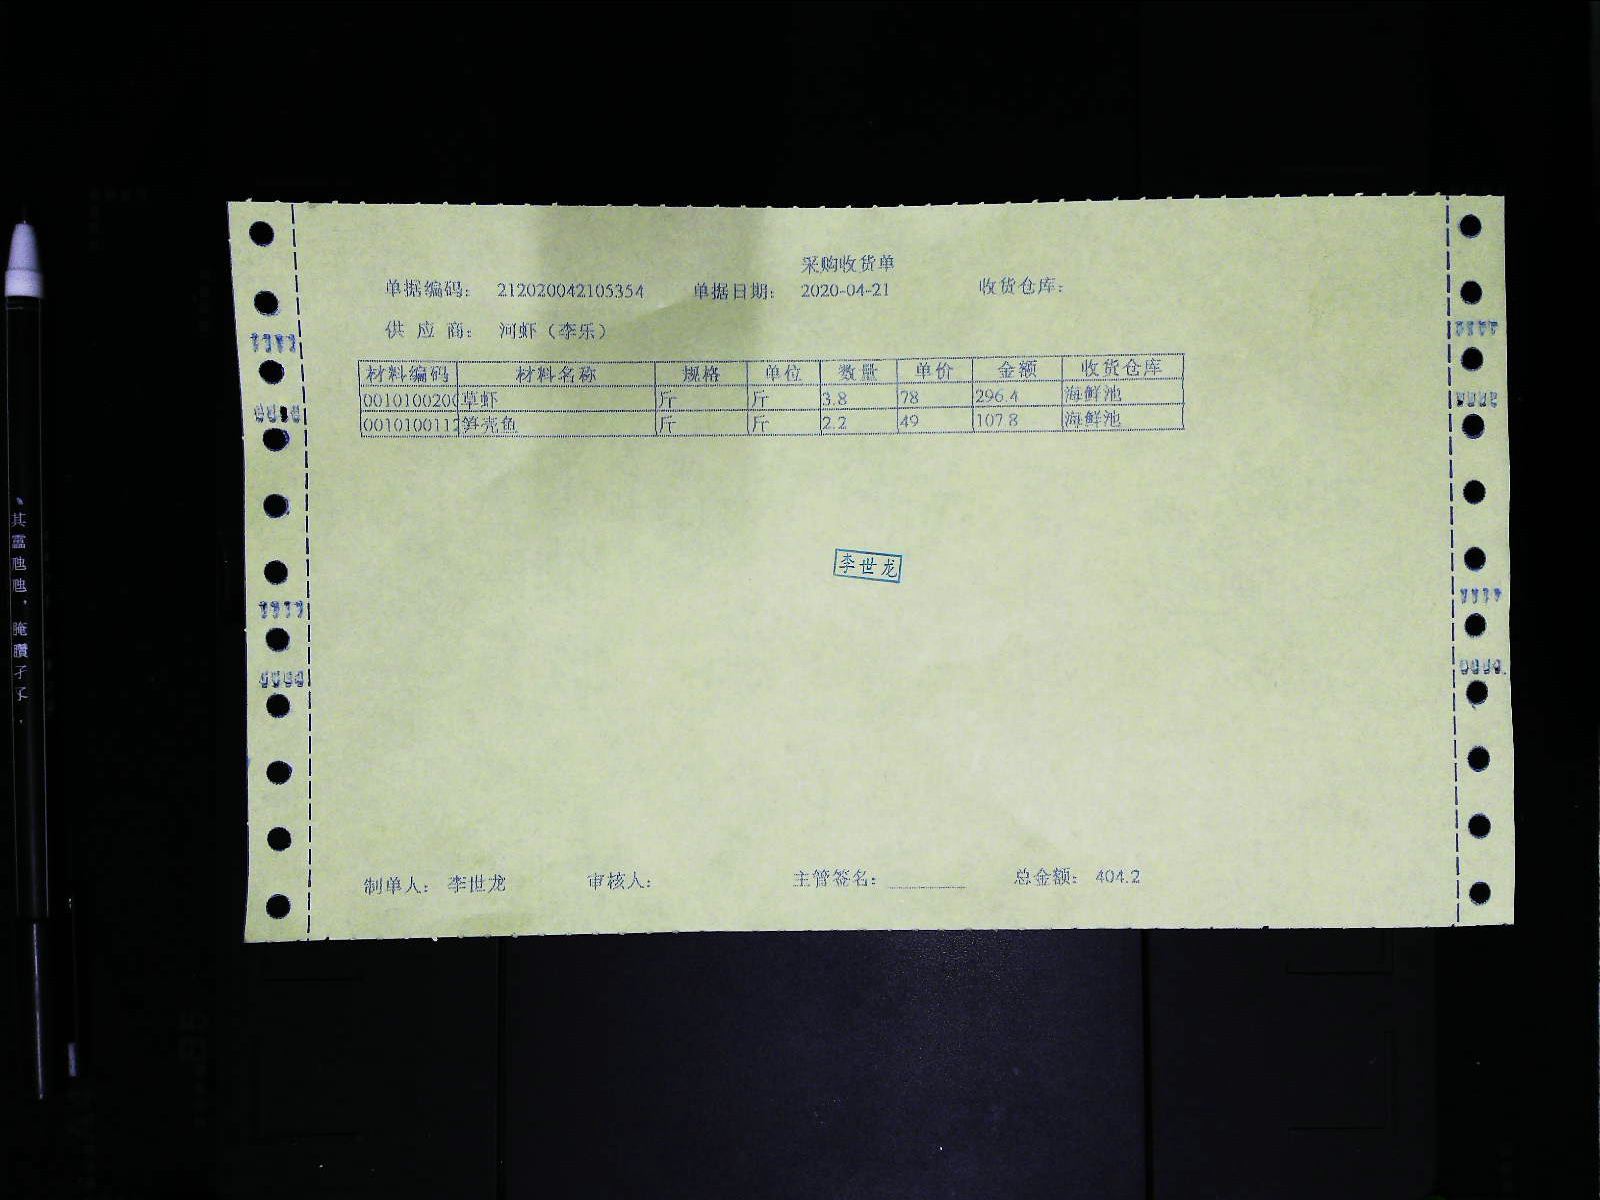 采购收货单
单据编码： 212020042105354 单据日期： 2020-04-21 收货仓库：
供 应 商： 河虾（李乐）
材料编码 材料名称 规格 单位 数量 单价 金额 收货仓库
001010020 草虾 斤 斤 3.8 78 296.4 海鲜池
0010100112 笋壳鱼 斤 斤 2.2 49 107.8 海鲜池
李世龙
制单人： 李世龙 审核人： 主管签名： 总金额： 404.2